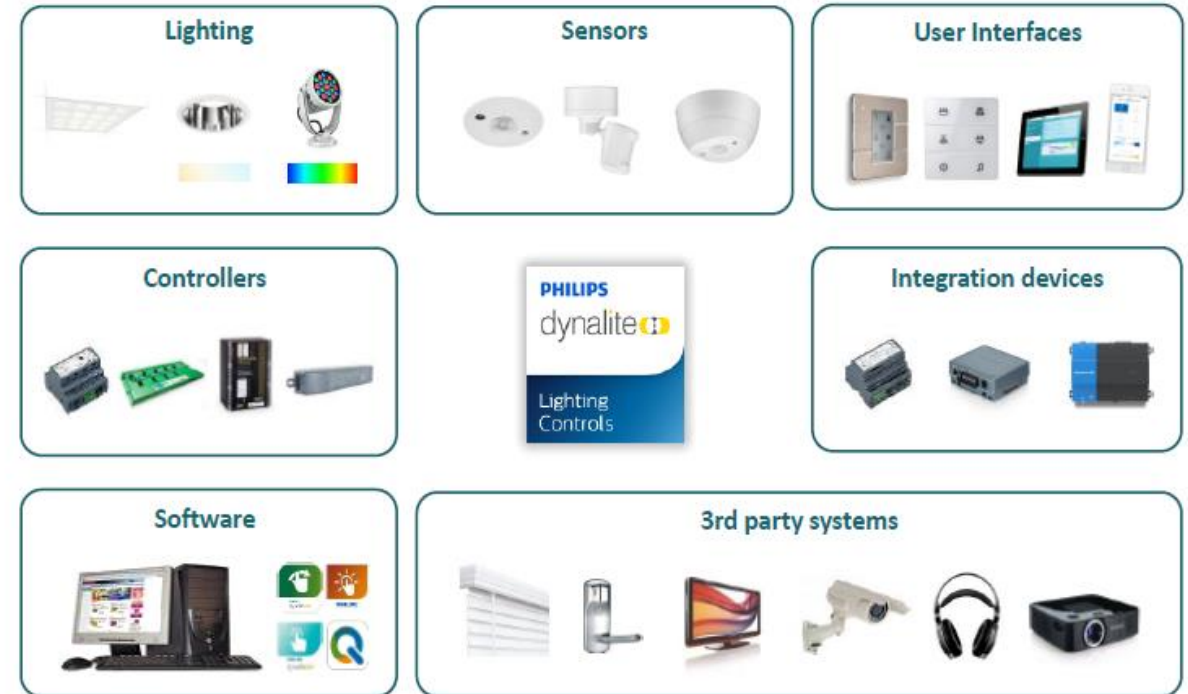 Lighting
Sensors
User Interfaces
Controllers
PHILIPS
dynalite
Lighting
Controls
Integration devices
Software
3rd party systems